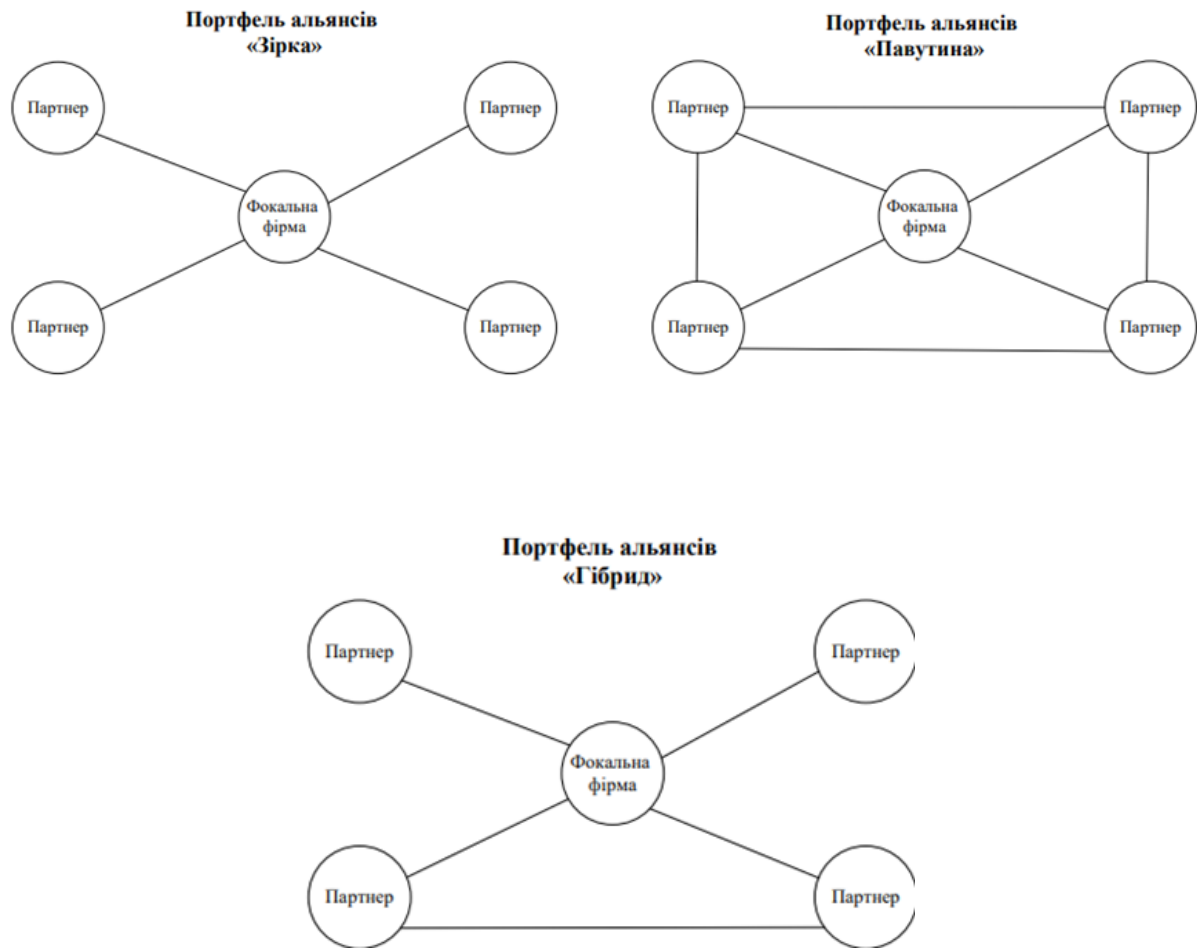 Портфель альянсів
«Зірка»
Партнер
Партнер
Фокальна
фірма
Партнер
Партнер
Портфель альянсів
«Павутина»
Партнер
Партнер
Фокальна
фірма
Партнер
Партнер
Портфель альянсів
«Гібрид»
Партнер
Партнер
Фокальна
фірма
Партнер
Партнер